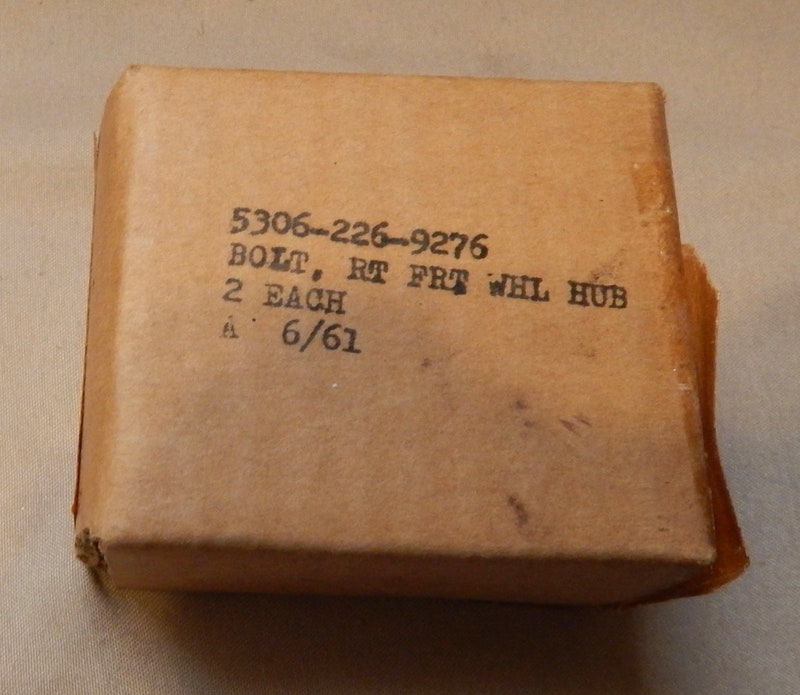 5306-226-9276
BOLT, RT FRT WHL HUB
2 EACH
A 6/61